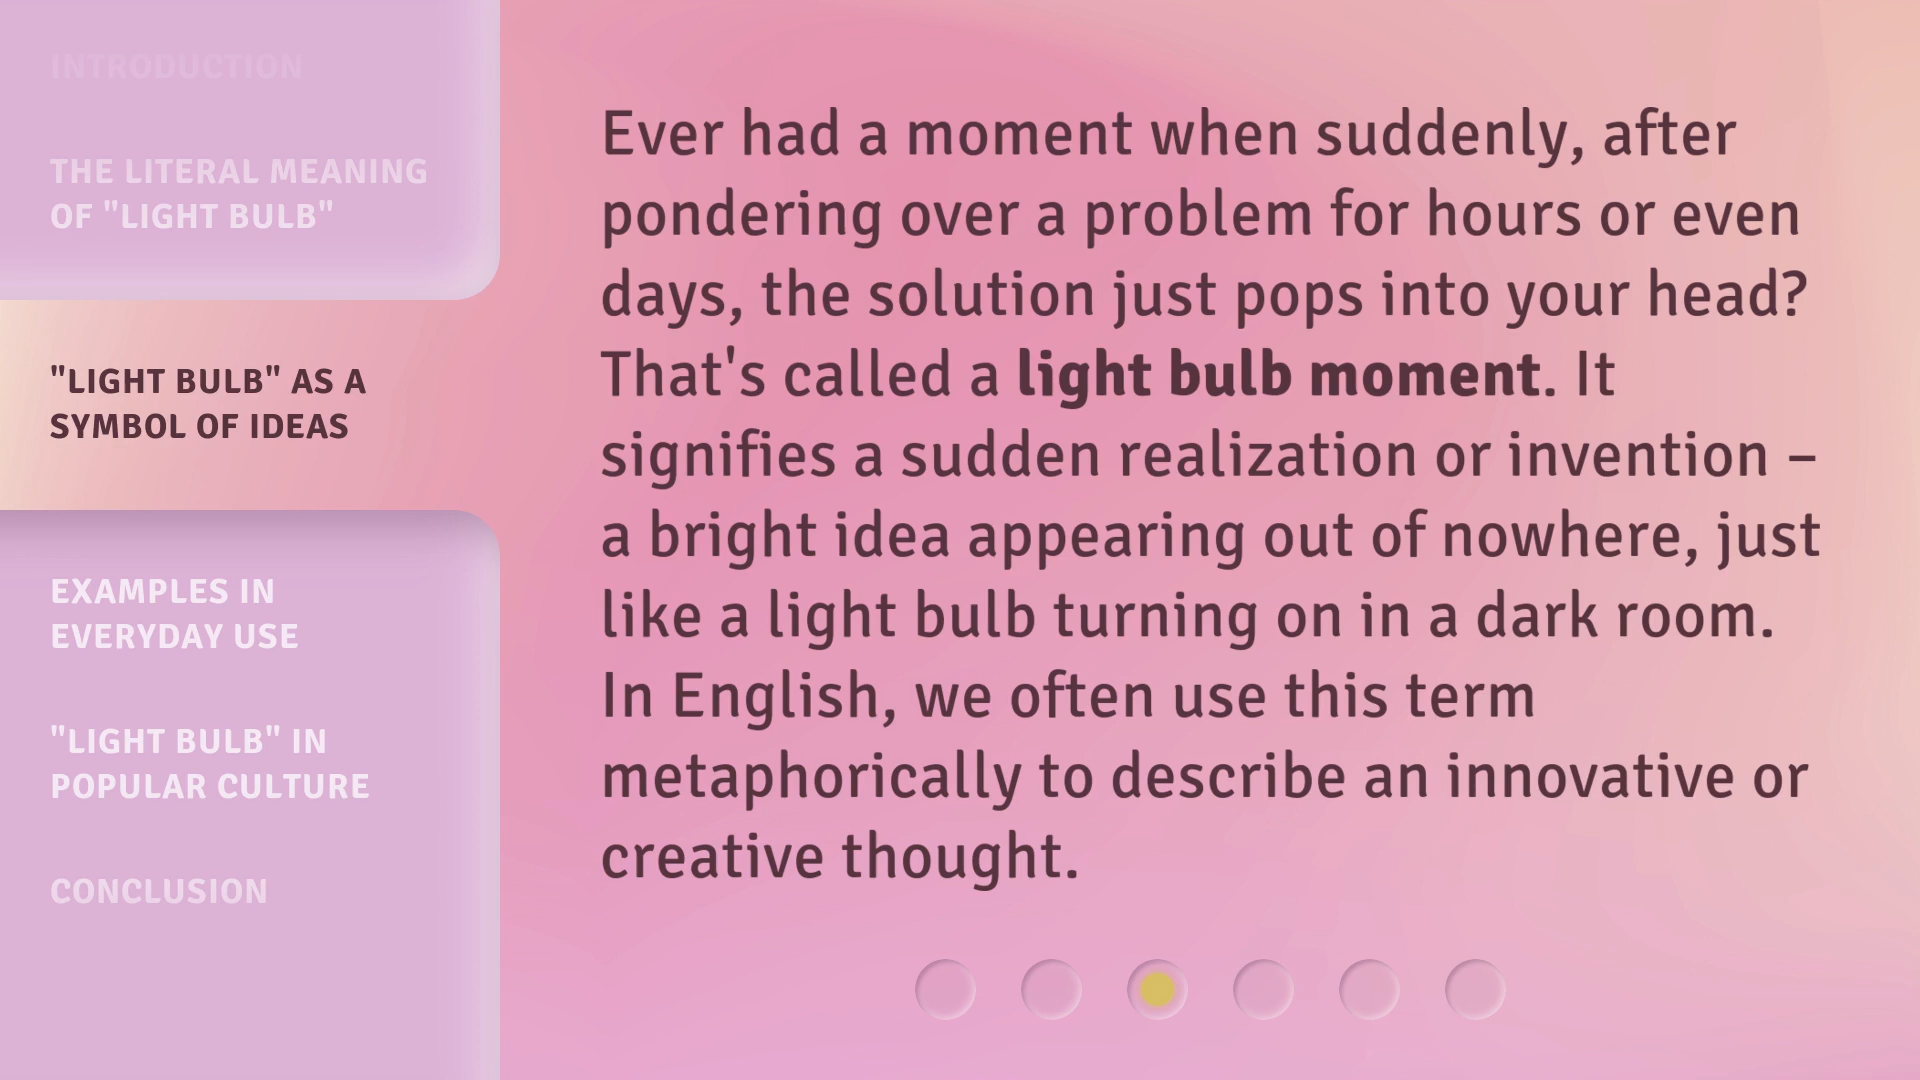 INTRODUCTION
THE LITERAL MEANING
OF "LIGHT BULB"
"LIGHT BULB" AS A
SYMBOL OF IDEAS
EXAMPLES IN
EVERYDAY USE
"LIGHT BULB" IN
POPULAR CULTURE
CONCLUSION
Ever had a moment when suddenly, after
pondering over a problem for hours or even
days, the solution just pops into your head?
That's called a light bulb moment. It
signifies a sudden realization or invention –
a bright idea appearing out of nowhere, just
like a light bulb turning on in a dark room.
In English, we often use this term
metaphorically to describe an innovative or
creative thought.